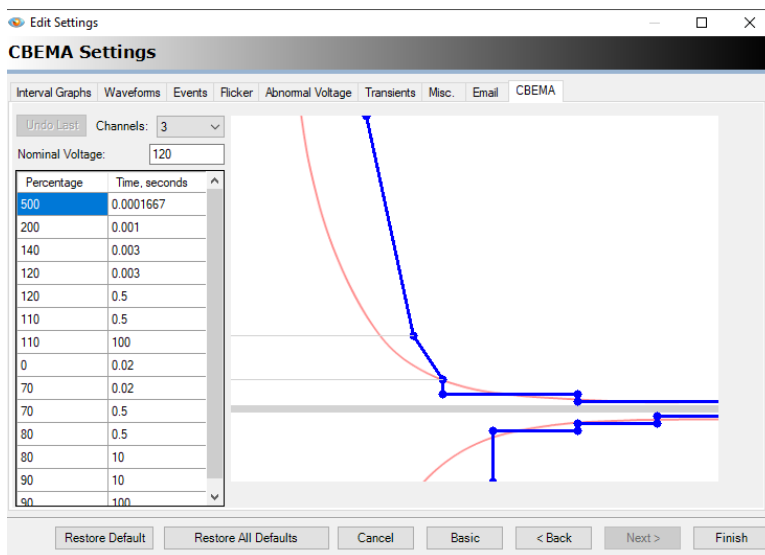 Edit Settings
CBEMA Settings
Interval Graphs Waveforms Events Flicker Abnormal Voltage Transients Misc. Email CBEMA
Undo Last Channels: 3
Nominal Voltage: 120
Percentage Time, seconds
500 0.0001667
200 0.001
140 0.003
120 0.003
120 0.5
110 0.5
110 100
0 0.02
70 0.02
70 0.5
80 0.5
80 10
90 10
90 100
Restore Default Restore All Defaults Cancel Basic < Back Next > Finish